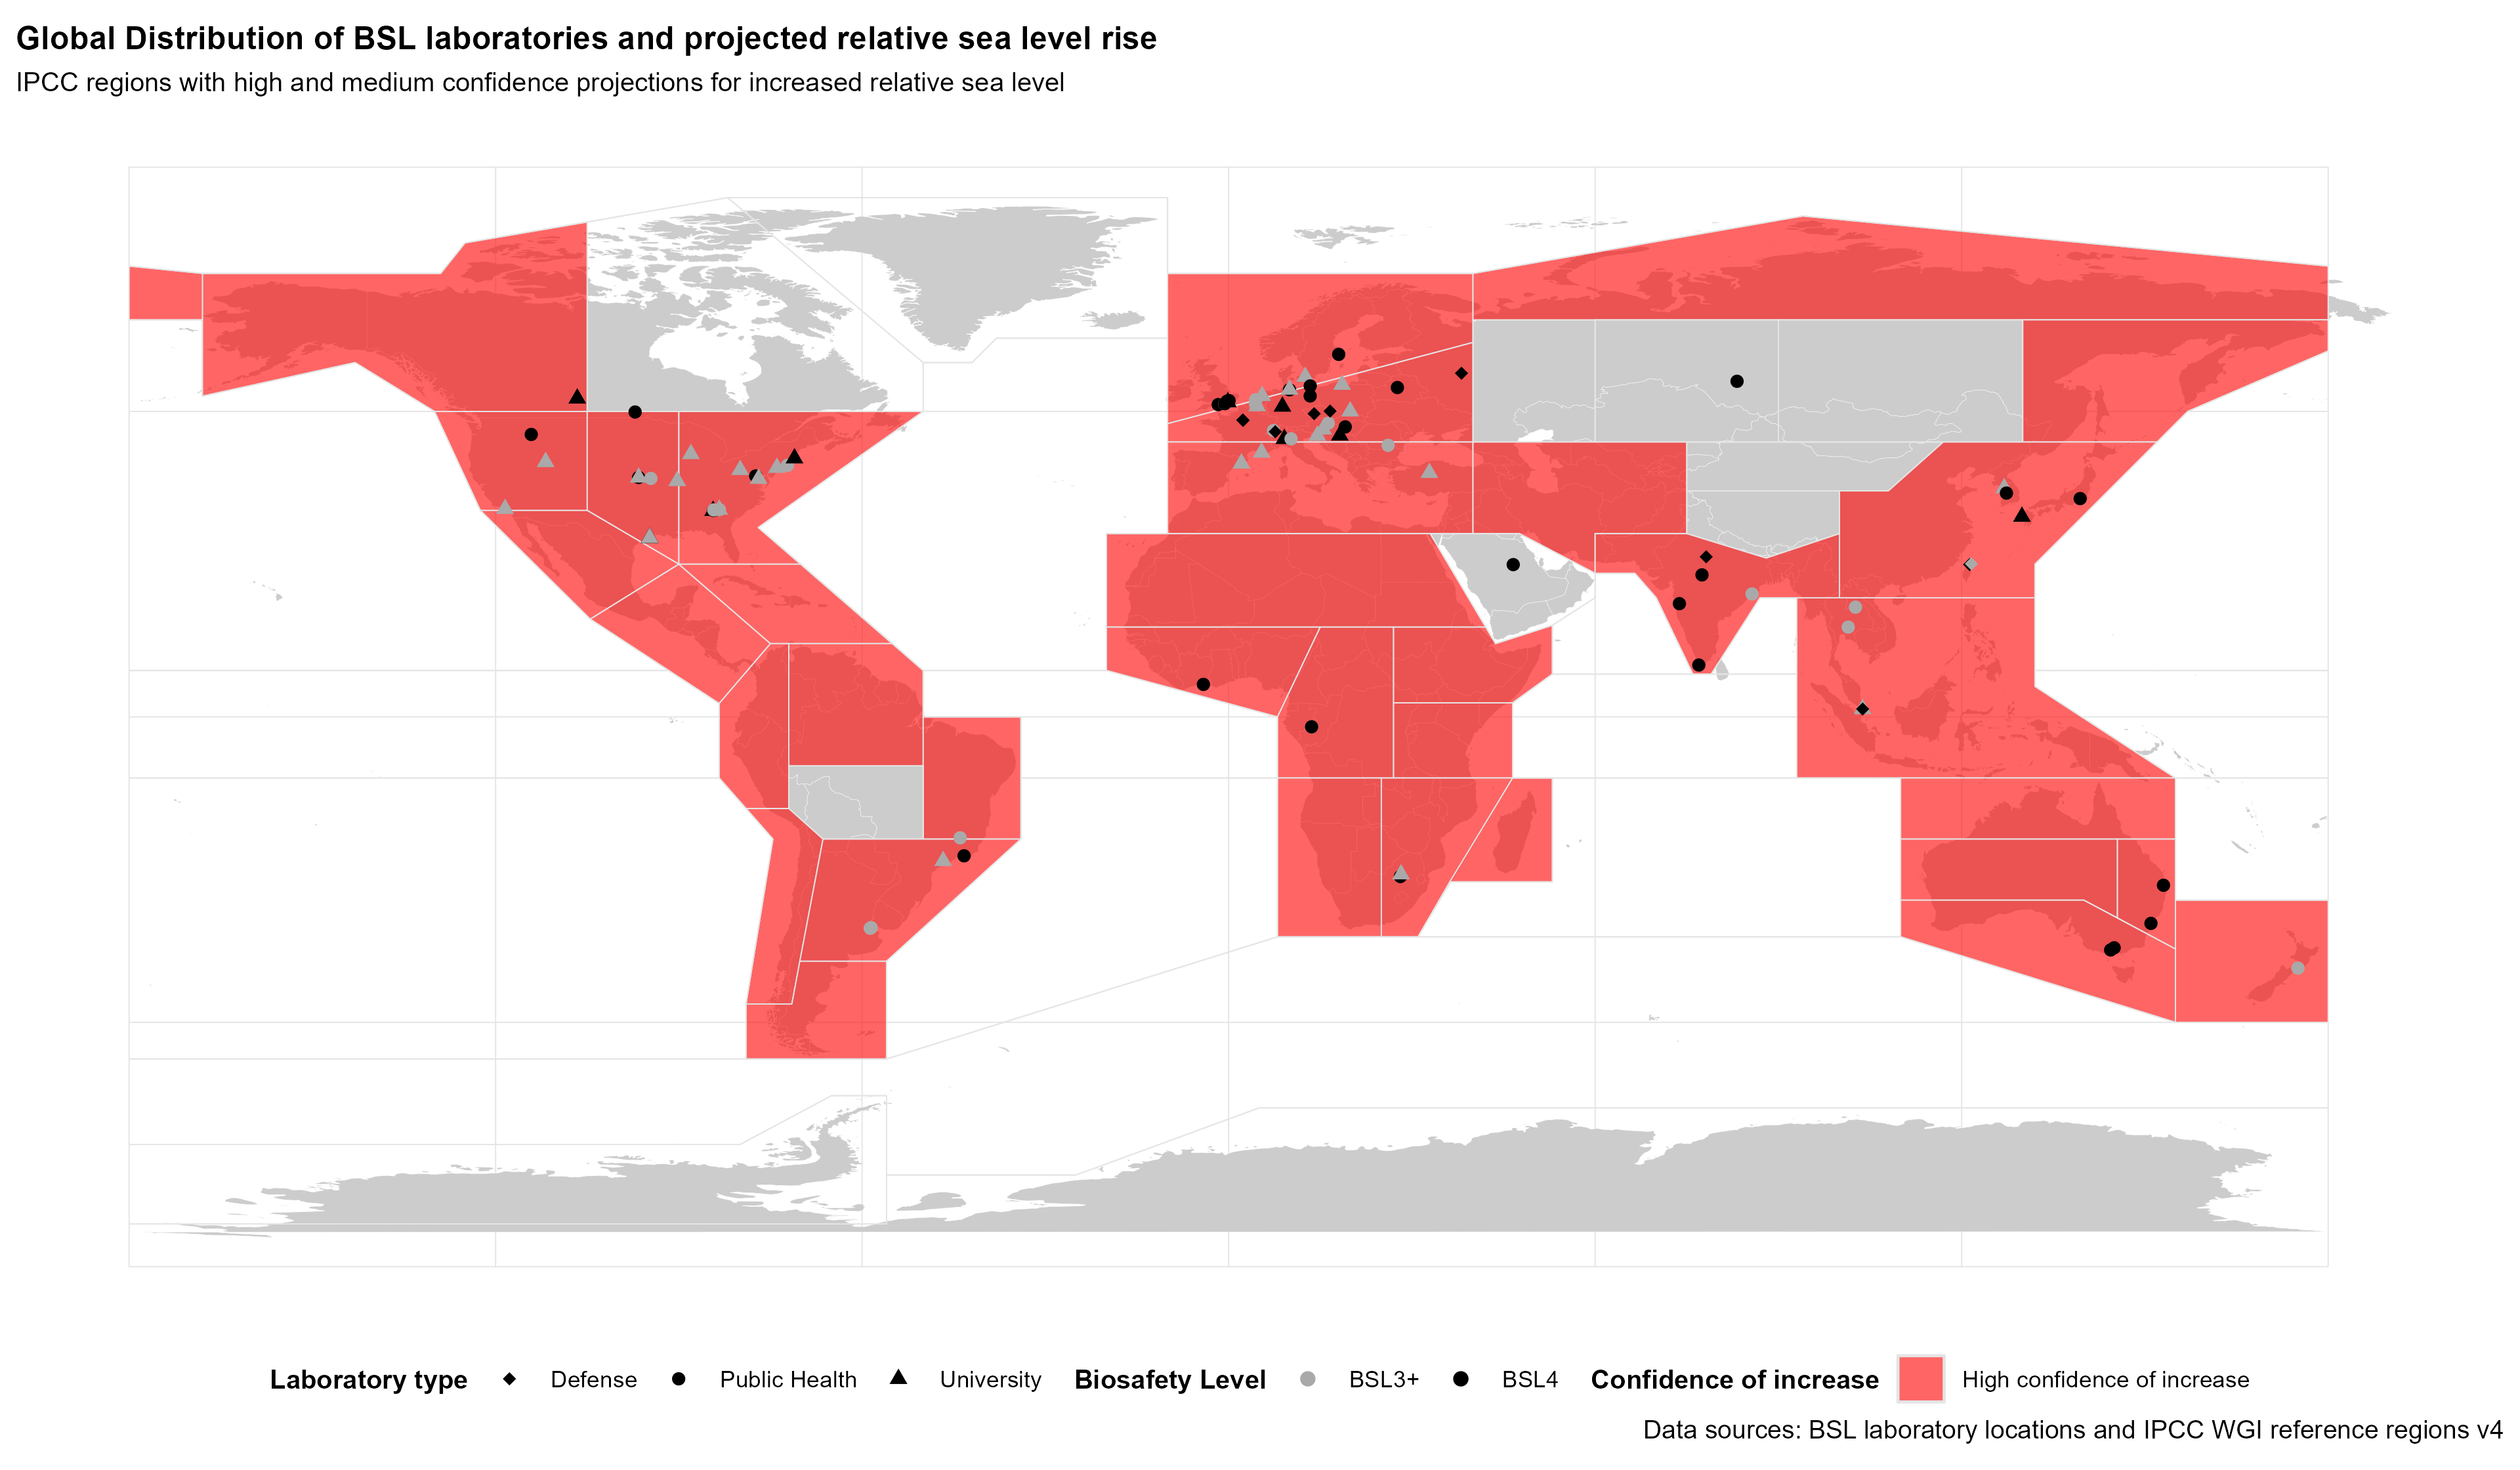 Global Distribution of BSL laboratories and projected relative sea level rise
IPCC regions with high and medium confidence projections for increased relative sea level
Laboratory type Defense Public Health University Biosafety Level BSL3+ BSL4 Confidence of increase High confidence of increase
Data sources: BSL laboratory locations and IPCC WGI reference regions v4